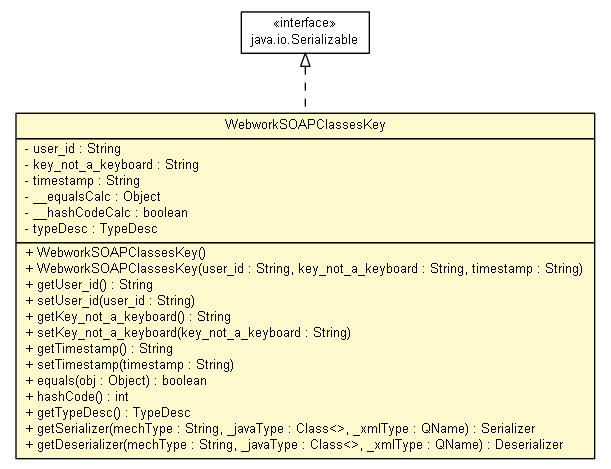 «interface»
java.io.Serializable
WebworkSOAPClassesKey
- user_id : String
- key_not_a_keyboard : String
- timestamp : String
- __equalsCalc : Object
- __hashCodeCalc : boolean
- typeDesc : TypeDesc
+ WebworkSOAPClassesKey()
+ WebworkSOAPClassesKey(user_id : String, key_not_a_keyboard : String, timestamp : String)
+ getUser_id() : String
+ setUser_id(user_id : String)
+ getKey_not_a_keyboard() : String
+ setKey_not_a_keyboard(key_not_a_keyboard : String)
+ getTimestamp() : String
+ setTimestamp(timestamp : String)
+ equals(obj : Object) : boolean
+ hashCode() : int
+ getTypeDesc() : TypeDesc
+ getSerializer(mechType : String, _javaType : Class<>, _xmlType : QName) : Serializer
+ getDeserializer(mechType : String, _javaType : Class<>, _xmlType : QName) : Deserializer